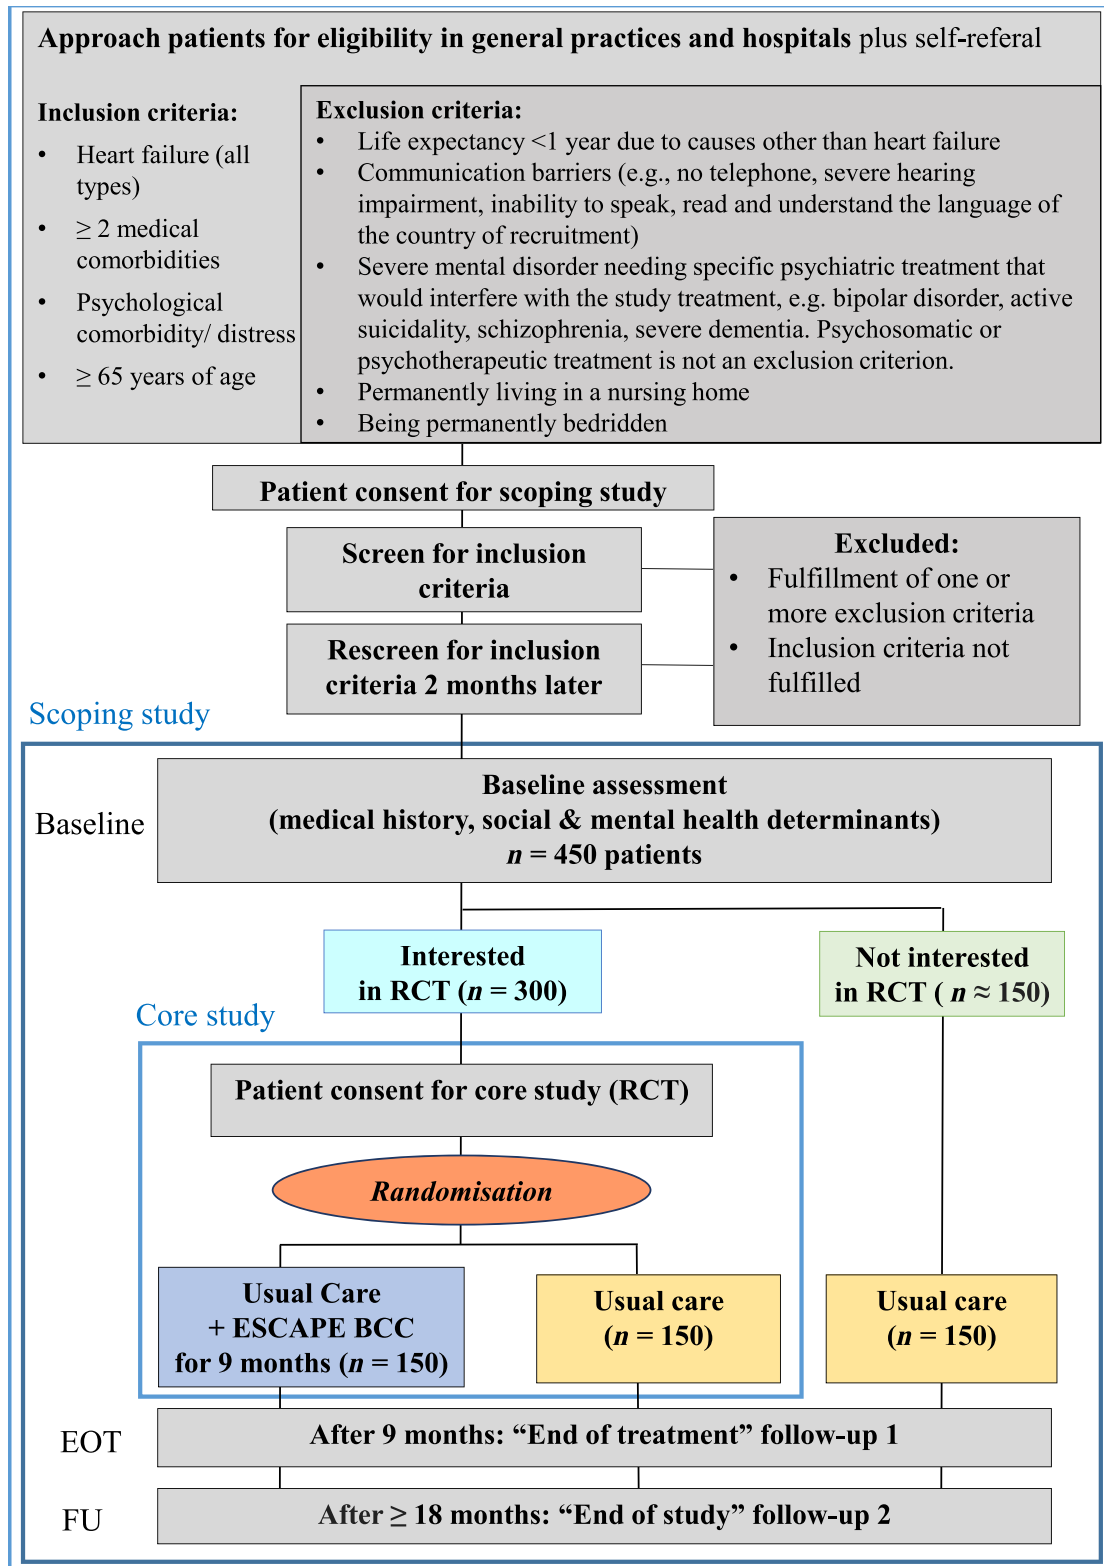 Approach patients for eligibility in general practices and hospitals plus self-referal
Inclusion criteria:
• Heart failure (all
types)
• ≥ 2 medical
comorbidities
• Psychological
comorbidity/ distress
• ≥ 65 years of age
Exclusion criteria:
• Life expectancy <1 year due to causes other than heart failure
• Communication barriers (e.g., no telephone, severe hearing
impairment, inability to speak, read and understand the language of
the country of recruitment)
• Severe mental disorder needing specific psychiatric treatment that
would interfere with the study treatment, e.g. bipolar disorder, active
suicidality, schizophrenia, severe dementia. Psychosomatic or
psychotherapeutic treatment is not an exclusion criterion.
• Permanently living in a nursing home
• Being permanently bedridden
Patient consent for scoping study
Screen for inclusion
criteria
Excluded:
• Fulfillment of one or
more exclusion criteria
• Inclusion criteria not
fulfilled
Rescreen for inclusion
criteria 2 months later
Scoping study
Baseline
Baseline assessment
(medical history, social & mental health determinants)
n = 450 patients
Interested
in RCT (n = 300)
Not interested
in RCT ( n ≈ 150)
Core study
Patient consent for core study (RCT)
Randomisation
Usual Care
+ ESCAPE BCC
for 9 months (n = 150)
Usual care
(n = 150)
Usual care
(n = 150)
EOT
After 9 months: “End of treatment” follow-up 1
FU
After ≥ 18 months: “End of study” follow-up 2